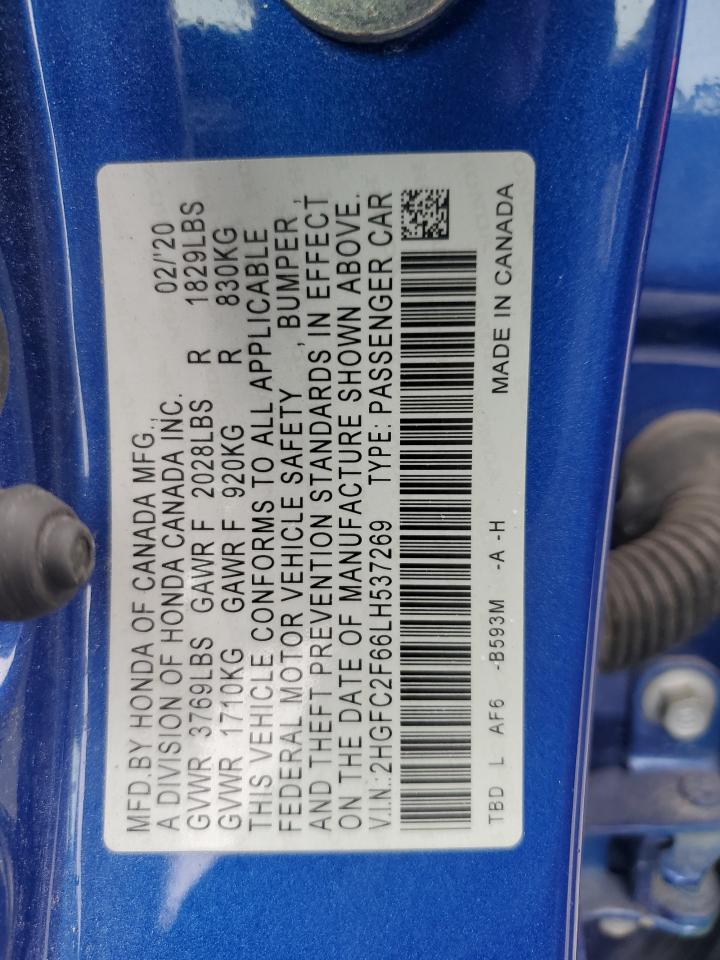 MFD.BY HONDA OF CANADA MFG., 02/'20
A DIVISION OF HONDA CANADA INC.
GVWR 3769LBS GAWR F 2028LBS R 1829LBS
GVWR 1710KG GAWR F 920KG R 830KG
THIS VEHICLE CONFORMS TO ALL APPLICABLE
FEDERAL MOTOR VEHICLE SAFETY , BUMPER ,
AND THEFT PREVENTION STANDARDS IN EFFECT
ON THE DATE OF MANUFACTURE SHOWN ABOVE.
V.I.N.:2HGFC2F66LH537269 TYPE: PASSENGER CAR
TBD L AF6 -B593M -A -H MADE IN CANADA